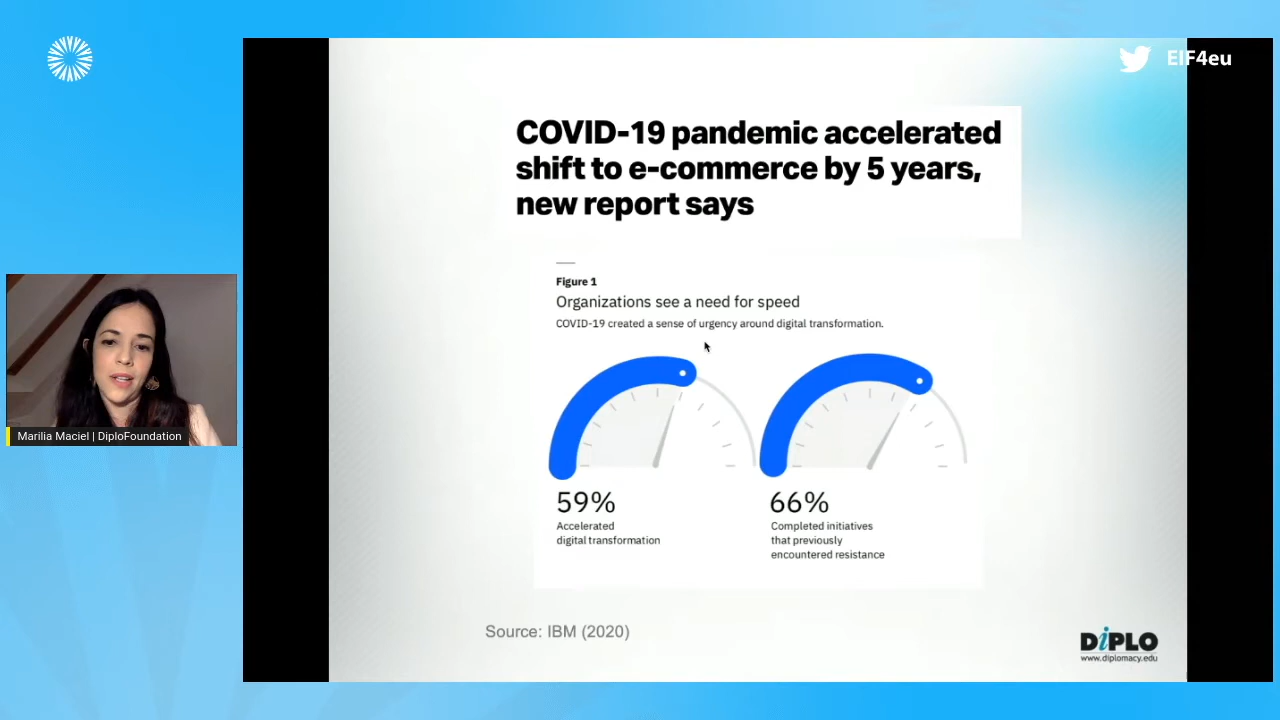 EIF4eu
COVID-19 pandemic accelerated
shift to e-commerce by 5 years,
new report says
Figure 1
Organizations see a need for speed
COVID-19 created a sense of urgency around digital transformation.
59%
Accelerated
digital transformation
66%
Completed initiatives
that previously
encountered resistance
Source: IBM (2020)
DiPLO
www.diplomacy.edu
Marilia Maciel | DiploFoundation